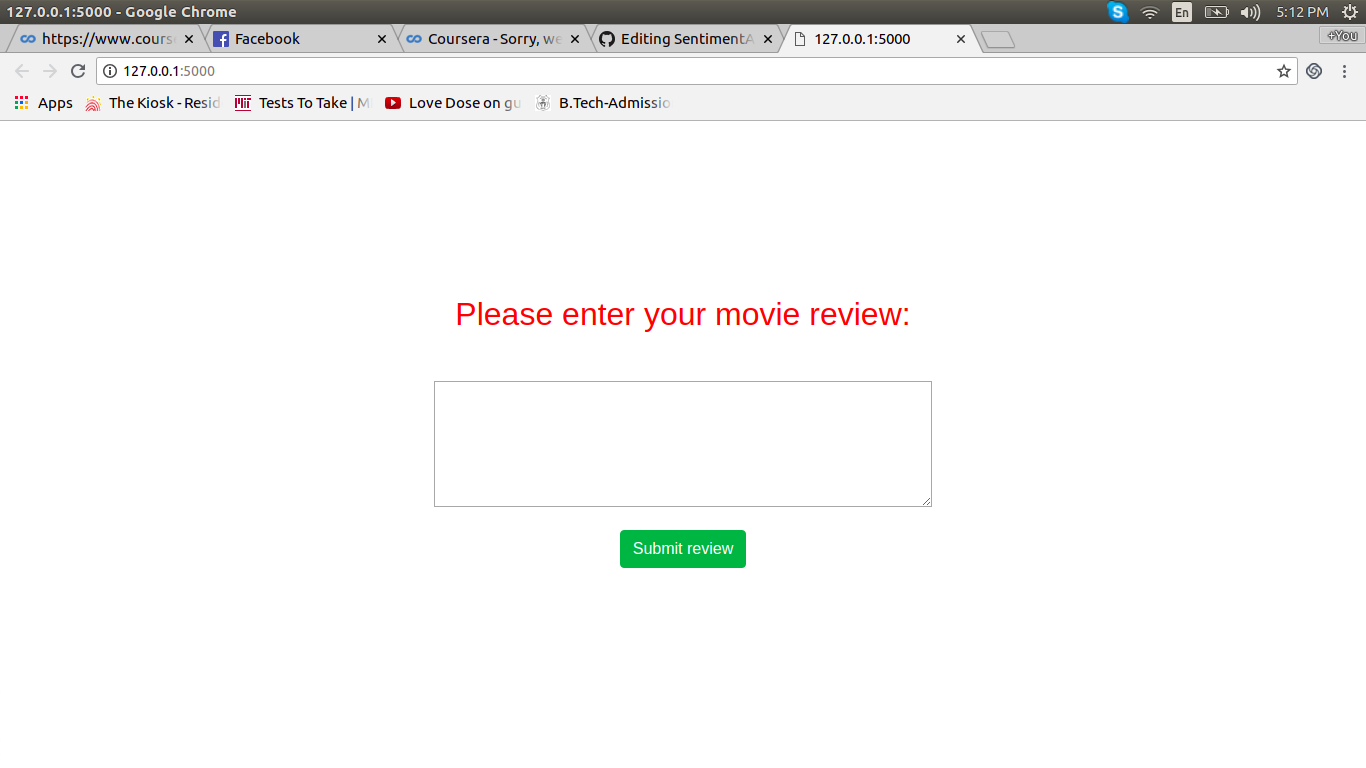 127.0.0.1:5000 - Google Chrome
En
5:12 PM
https://www.cours
Facebook
Coursera - Sorry, we
Editing SentimentA
127.0.0.1:5000
+You
127.0.0.1:5000
Apps
The Kiosk - Resid
MIT
Tests To Take | M
Love Dose on gu
B.Tech-Admissio
Please enter your movie review:
Submit review